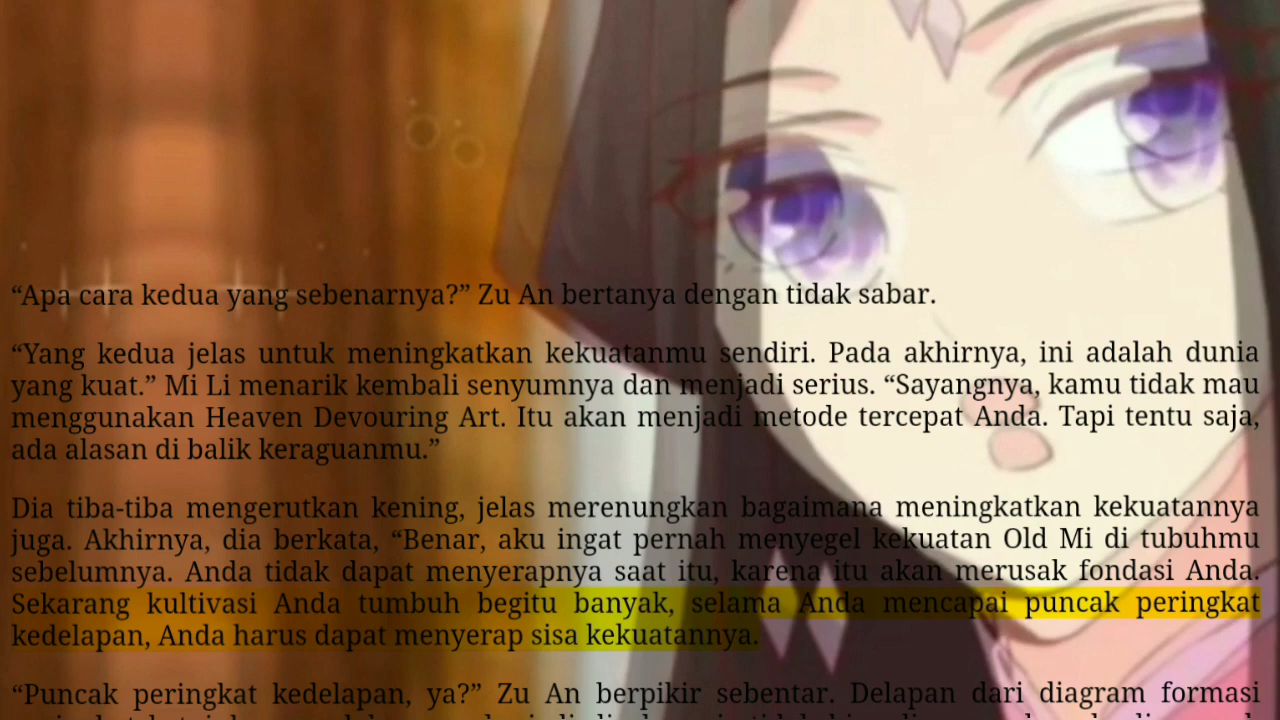 “Apa cara kedua yang sebenarnya?” Zu An bertanya dengan tidak sabar.
“Yang kedua jelas untuk meningkatkan kekuatanmu sendiri. Pada akhirnya, ini adalah dunia
yang kuat.” Mi Li menarik kembali senyumnya dan menjadi serius. “Sayangnya, kamu tidak mau
menggunakan Heaven Devouring Art. Itu akan menjadi metode tercepat Anda. Tapi tentu saja,
ada alasan di balik keraguanmu.”
Dia tiba-tiba mengerutkan kening, jelas merenungkan bagaimana meningkatkan kekuatannya
juga. Akhirnya, dia berkata, “Benar, aku ingat pernah menyegel kekuatan Old Mi di tubuhmu
sebelumnya. Anda tidak dapat menyerapnya saat itu, karena itu akan merusak fondasi Anda.
Sekarang kultivasi Anda tumbuh begitu banyak, selama Anda mencapai puncak peringkat
kedelapan, Anda harus dapat menyerap sisa kekuatannya.
“Puncak peringkat kedelapan, ya?” Zu An berpikir sebentar. Delapan dari diagram formasi